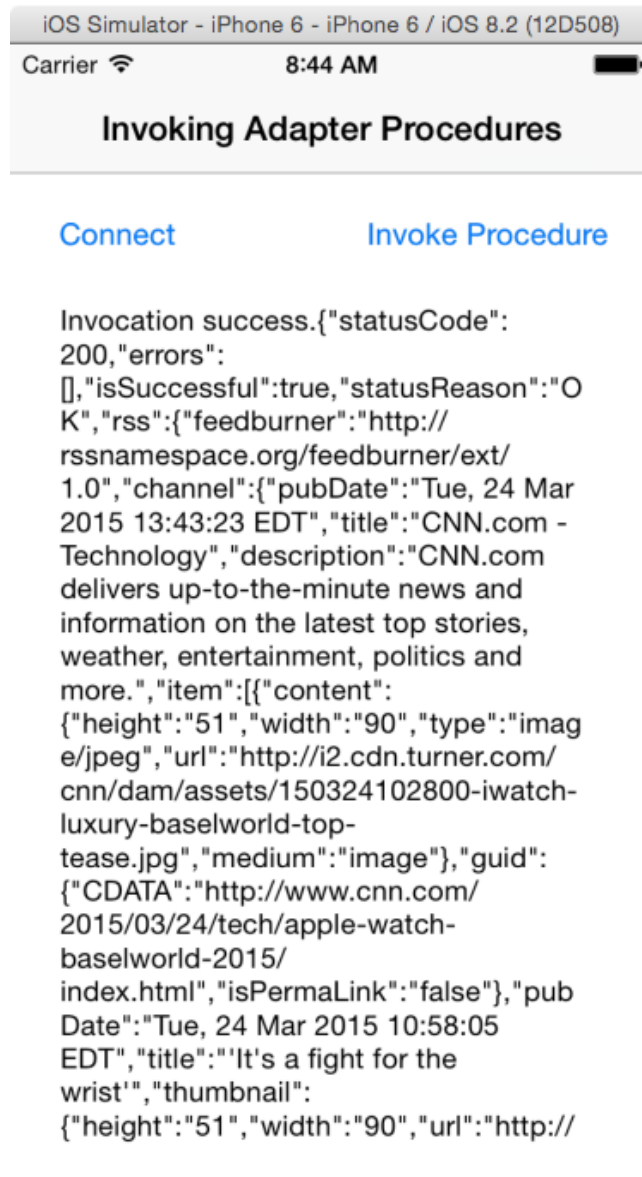 iOS Simulator - iPhone 6 - iPhone 6 / iOS 8.2 (12D508)
Carrier 8:44 AM
Invoking Adapter Procedures
Connect Invoke Procedure
Invocation success.{"statusCode":
200,"errors":
[],"isSuccessful":true,"statusReason":"O
K","rss":{"feedburner":"http://
rssnamespace.org/feedburner/ext/
1.0","channel":{"pubDate":"Tue, 24 Mar
2015 13:43:23 EDT","title":"CNN.com -
Technology","description":"CNN.com
delivers up-to-the-minute news and
information on the latest top stories,
weather, entertainment, politics and
more.","item":[{"content":
{"height":"51","width":"90","type":"imag
e/jpeg","url":"http://i2.cdn.turner.com/
cnn/dam/assets/150324102800-iwatch-
luxury-baselworld-top-
tease.jpg","medium":"image"},"guid":
{"CDATA":"http://www.cnn.com/
2015/03/24/tech/apple-watch-
baselworld-2015/
index.html","isPermaLink":"false"},"pub
Date":"Tue, 24 Mar 2015 10:58:05
EDT","title":"'It's a fight for the
wrist'","thumbnail":
{"height":"51","width":"90","url":"http://